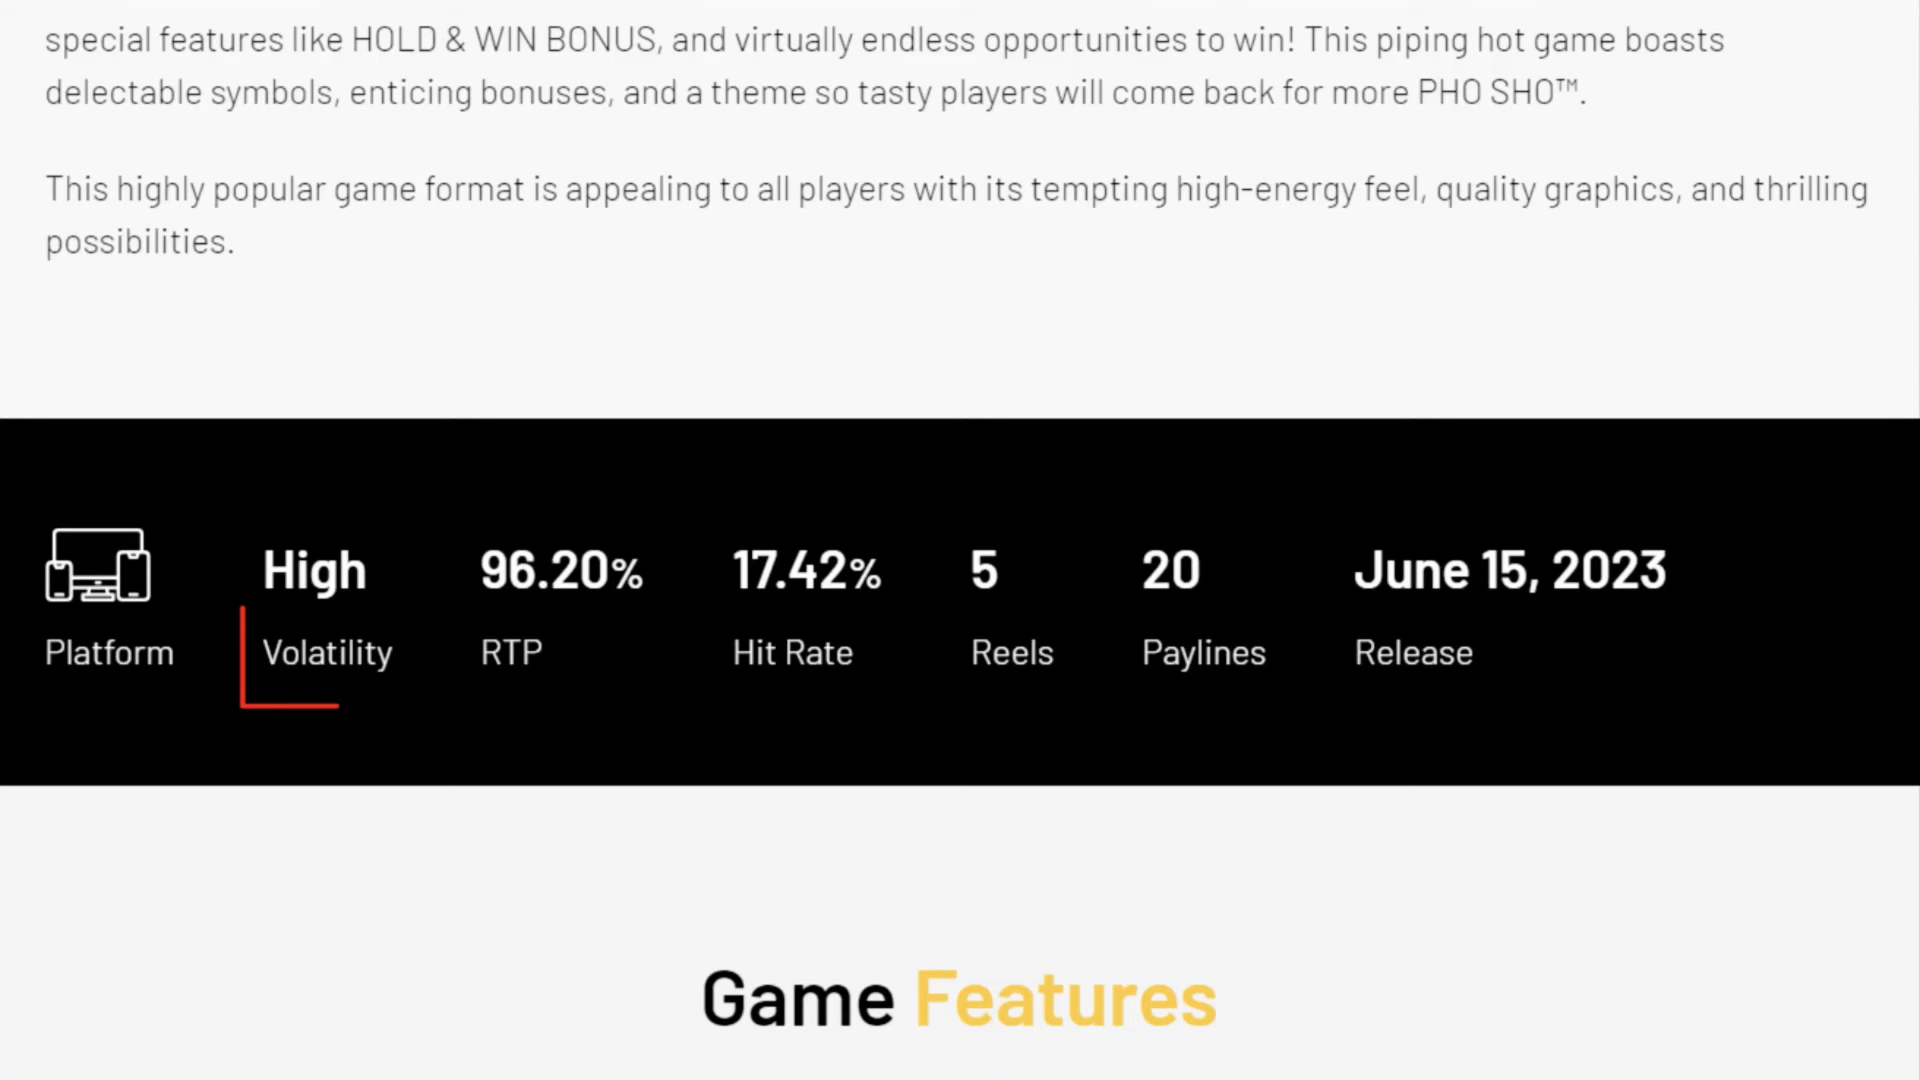 special features like HOLD & WIN BONUS, and virtually endless opportunities to win! This piping hot game boasts
delectable symbols, enticing bonuses, and a theme so tasty players will come back for more PHO SHO™.
This highly popular game format is appealing to all players with its tempting high-energy feel, quality graphics, and thrilling
possibilities.
High 96.20% 17.42% 5 20 June 15, 2023
Platform Volatility RTP Hit Rate Reels Paylines Release
Game Features